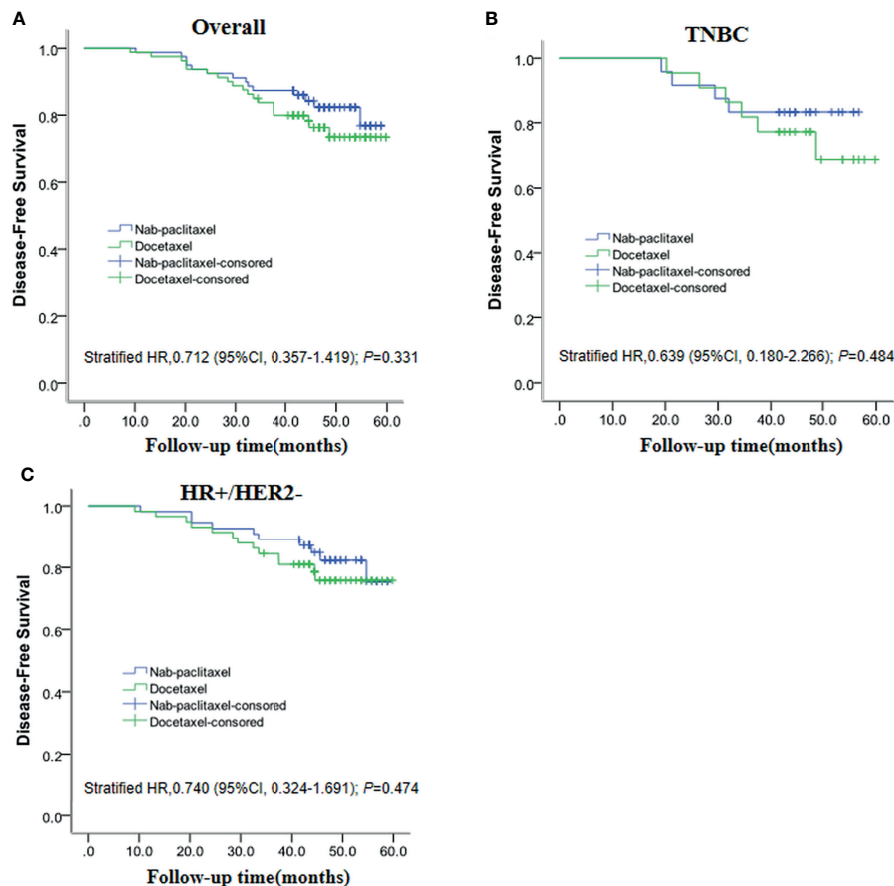 A
Overall
1.0
0.8
0.6
0.4
0.2
0.0
Disease-Free Survival
Nab-paclitaxel
Docetaxel
Nab-paclitaxel-consored
Docetaxel-consored
Stratified HR,0.712 (95%CI, 0.357-1.419); P=0.331
.0 10.0 20.0 30.0 40.0 50.0 60.0
Follow-up time(months)
B
TNBC
1.0
0.8
0.6
0.4
0.2
0.0
Disease-Free Survival
Nab-paclitaxel
Docetaxel
Nab-paclitaxel-consored
Docetaxel-consored
Stratified HR,0.639 (95%CI, 0.180-2.266); P=0.484
.0 10.0 20.0 30.0 40.0 50.0 60.0
Follow-up time(months)
C
HR+/HER2-
1.0
0.8
0.6
0.4
0.2
0.0
Disease-Free Survival
Nab-paclitaxel
Docetaxel
Nab-paclitaxel-consored
Docetaxel-consored
Stratified HR,0.740 (95%CI, 0.324-1.691); P=0.474
.0 10.0 20.0 30.0 40.0 50.0 60.0
Follow-up time(months)